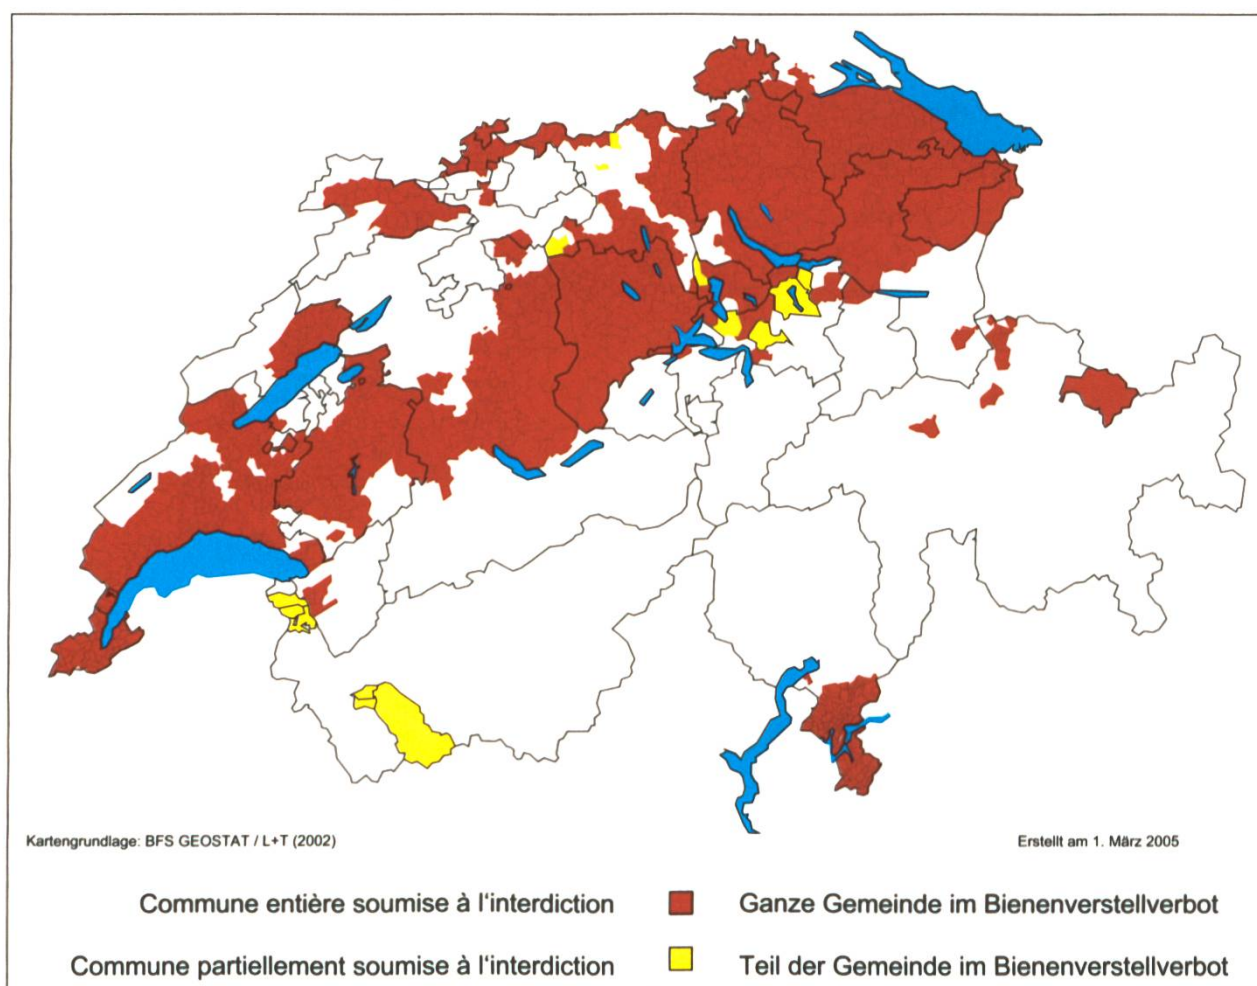 Kartengrundlage: BFS GEOSTAT / L+T (2002)
Erstellt am 1. März 2005
Commune entière soumise à l'interdiction
Ganze Gemeinde im Bienenverstellverbot
Commune partiellement soumise à l'interdiction
Teil der Gemeinde im Bienenverstellverbot